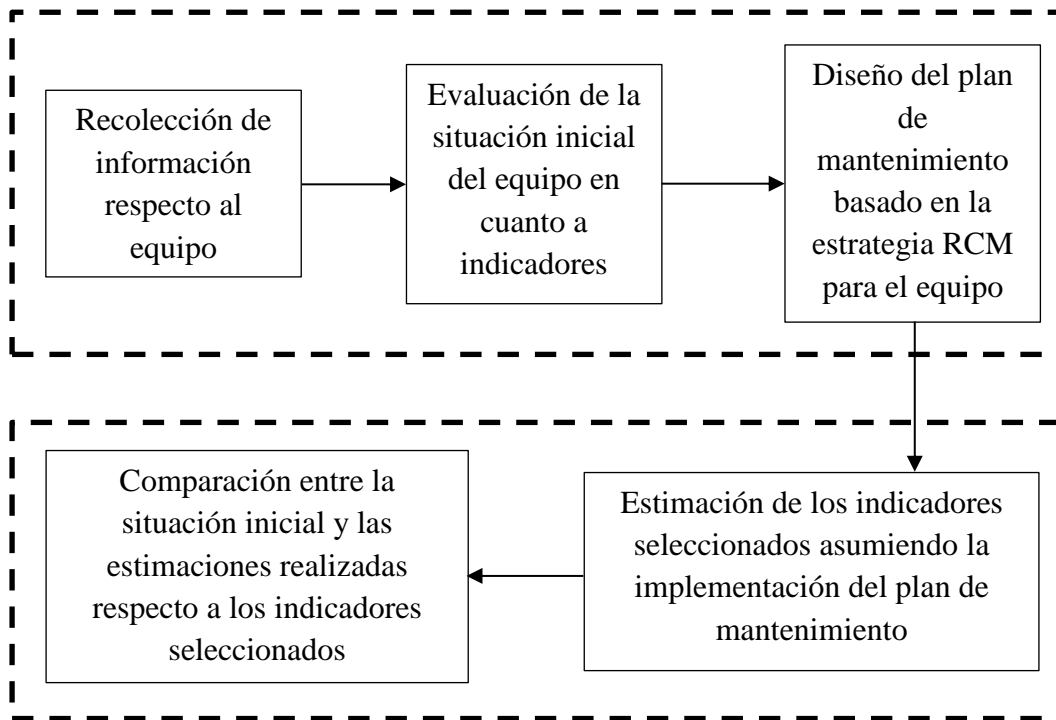 Recolección de
información
respecto al
equipo
Evaluación de la
situación inicial
del equipo en
cuanto a
indicadores
Diseño del plan
de
mantenimiento
basado en la
estrategia RCM
para el equipo
Estimación de los indicadores
seleccionados asumiendo la
implementación del plan de
mantenimiento
Comparación entre la
situación inicial y las
estimaciones realizadas
respecto a los indicadores
seleccionados